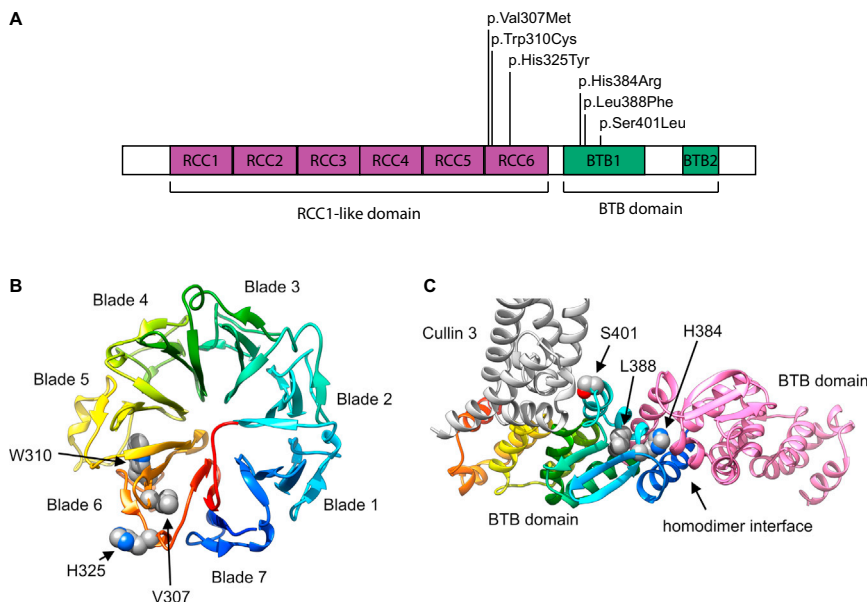 A
p.Val307Met
p.Trp310Cys
p.His325Tyr
p.His384Arg
p.Leu388Phe
p.Ser401Leu
RCC1 RCC2 RCC3 RCC4 RCC5 RCC6 BTB1 BTB2
RCC1-like domain BTB domain
B
Blade 4
Blade 3
Blade 5
Blade 2
W310
Blade 6
Blade 1
H325
Blade 7
V307
C
Cullin 3
S401
H384
L388
BTB domain
BTB domain
homodimer interface